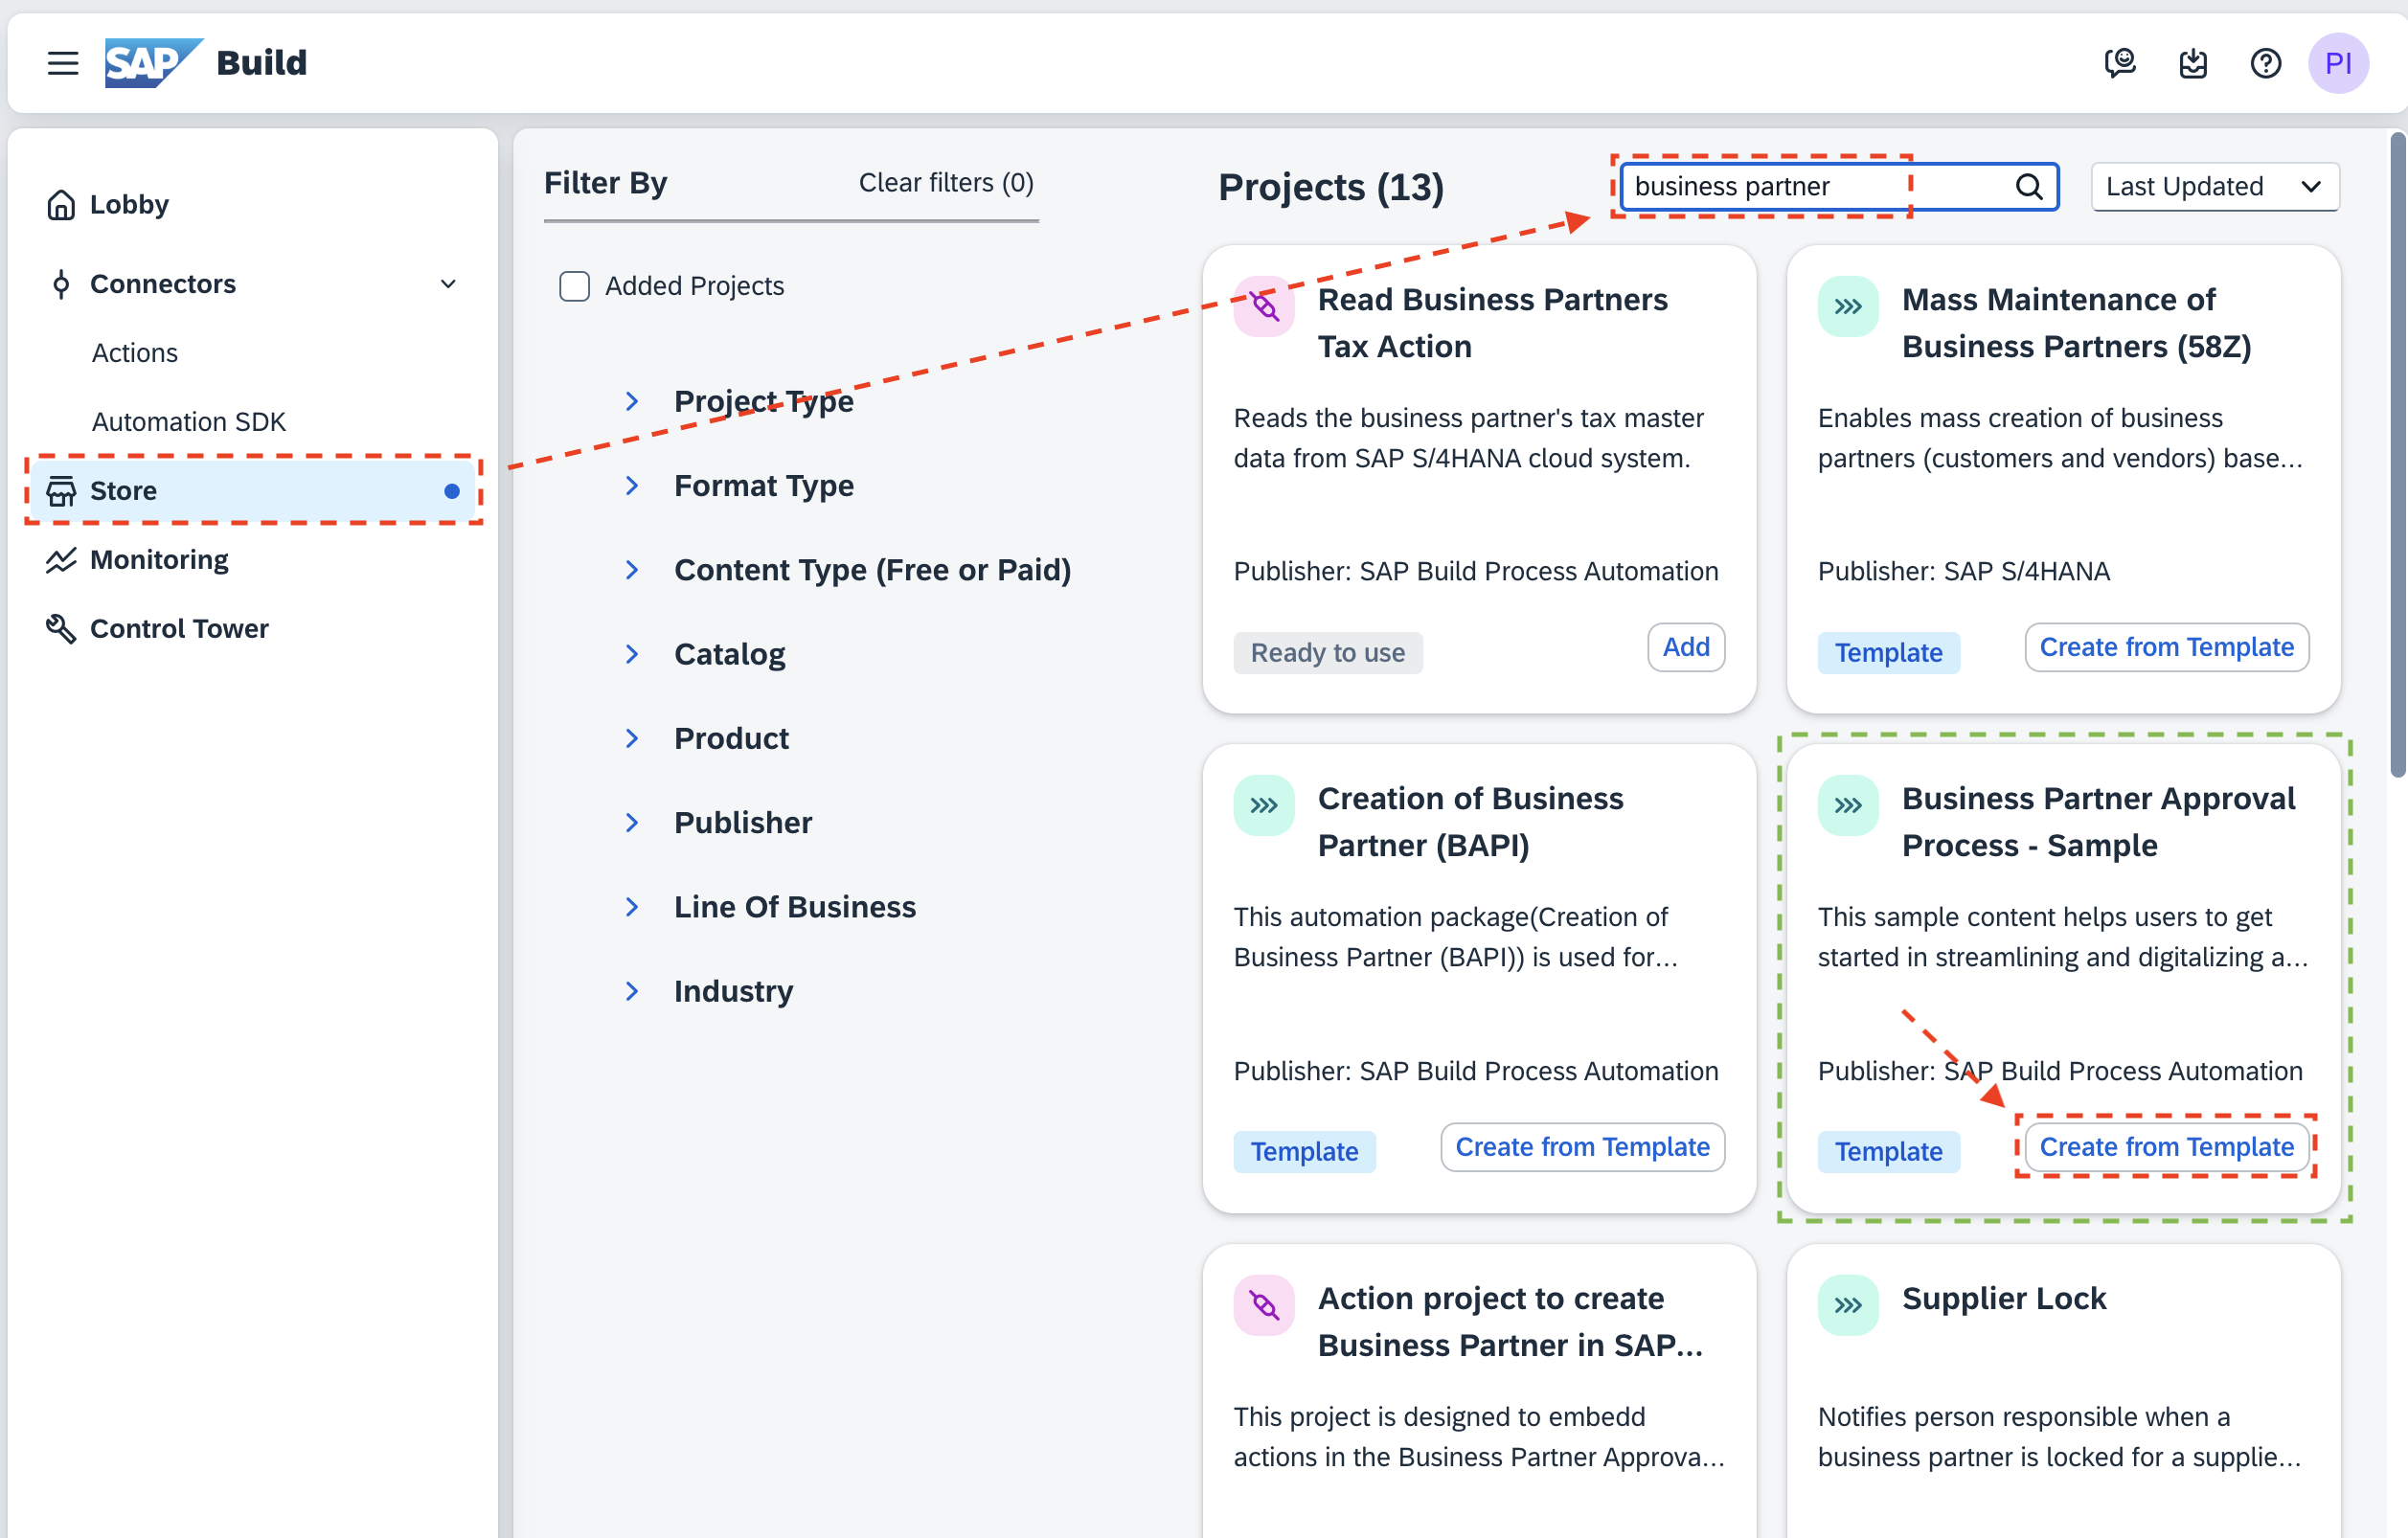 SAP Build
PI
Lobby
Connectors
Actions
Automation SDK
Store
Monitoring
Control Tower
Filter By
Clear filters (0)
Added Projects
Project Type
Format Type
Content Type (Free or Paid)
Catalog
Product
Publisher
Line Of Business
Industry
Projects (13)
business partner
Last Updated
Read Business Partners
Tax Action
Reads the business partner's tax master
data from SAP S/4HANA cloud system.
Publisher: SAP Build Process Automation
Ready to use
Add
Mass Maintenance of
Business Partners (58Z)
Enables mass creation of business
partners (customers and vendors) base...
Publisher: SAP S/4HANA
Template
Create from Template
Creation of Business
Partner (BAPI)
This automation package(Creation of
Business Partner (BAPI)) is used for...
Publisher: SAP Build Process Automation
Template
Create from Template
Business Partner Approval
Process - Sample
This sample content helps users to get
started in streamlining and digitalizing a...
Publisher: SAP Build Process Automation
Template
Create from Template
Action project to create
Business Partner in SAP...
This project is designed to embedd
actions in the Business Partner Approva...
Supplier Lock
Notifies person responsible when a
business partner is locked for a supplie...